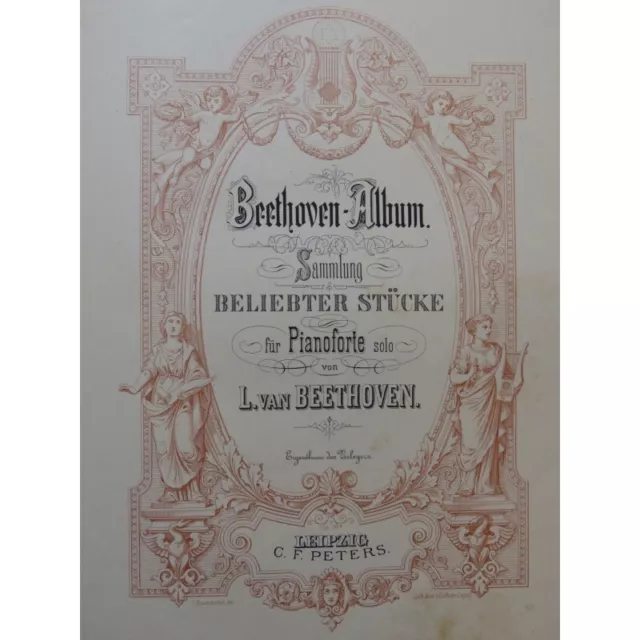 Beethoven-Album.
Sammlung
BELIEBTER STÜCKE
für Pianoforte solo
von
L. VAN BEETHOVEN.
Eigenthum des Verlegers.
LEIPZIG
C. F. PETERS.